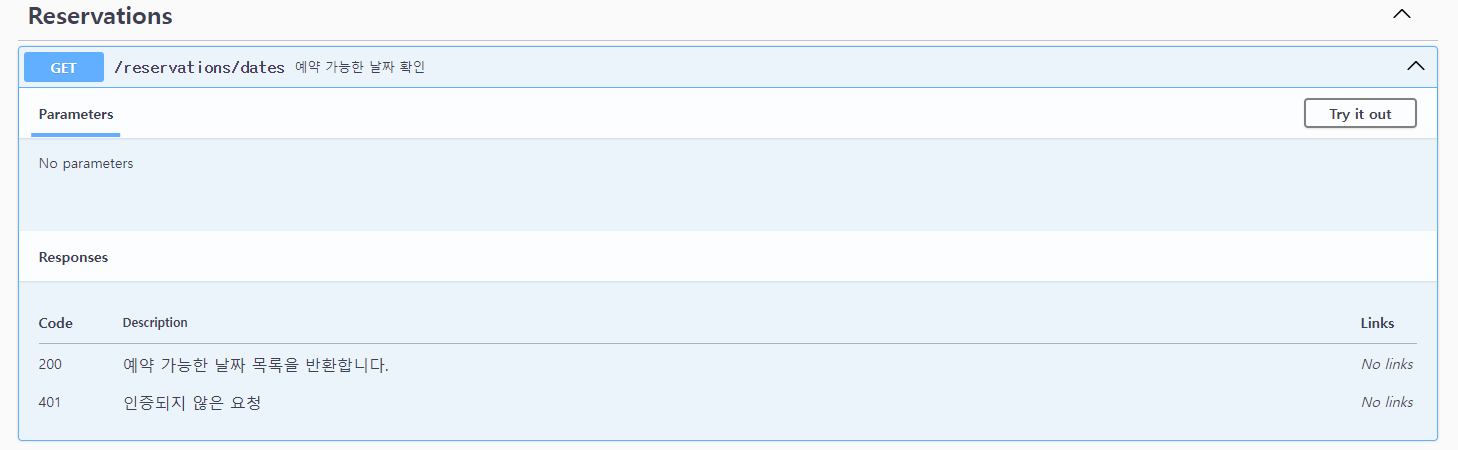 Reservations
GET /reservations/dates 예약 가능한 날짜 확인
Parameters Try it out
No parameters
Responses
Code Description Links
200 예약 가능한 날짜 목록을 반환합니다. No links
401 인증되지 않은 요청 No links